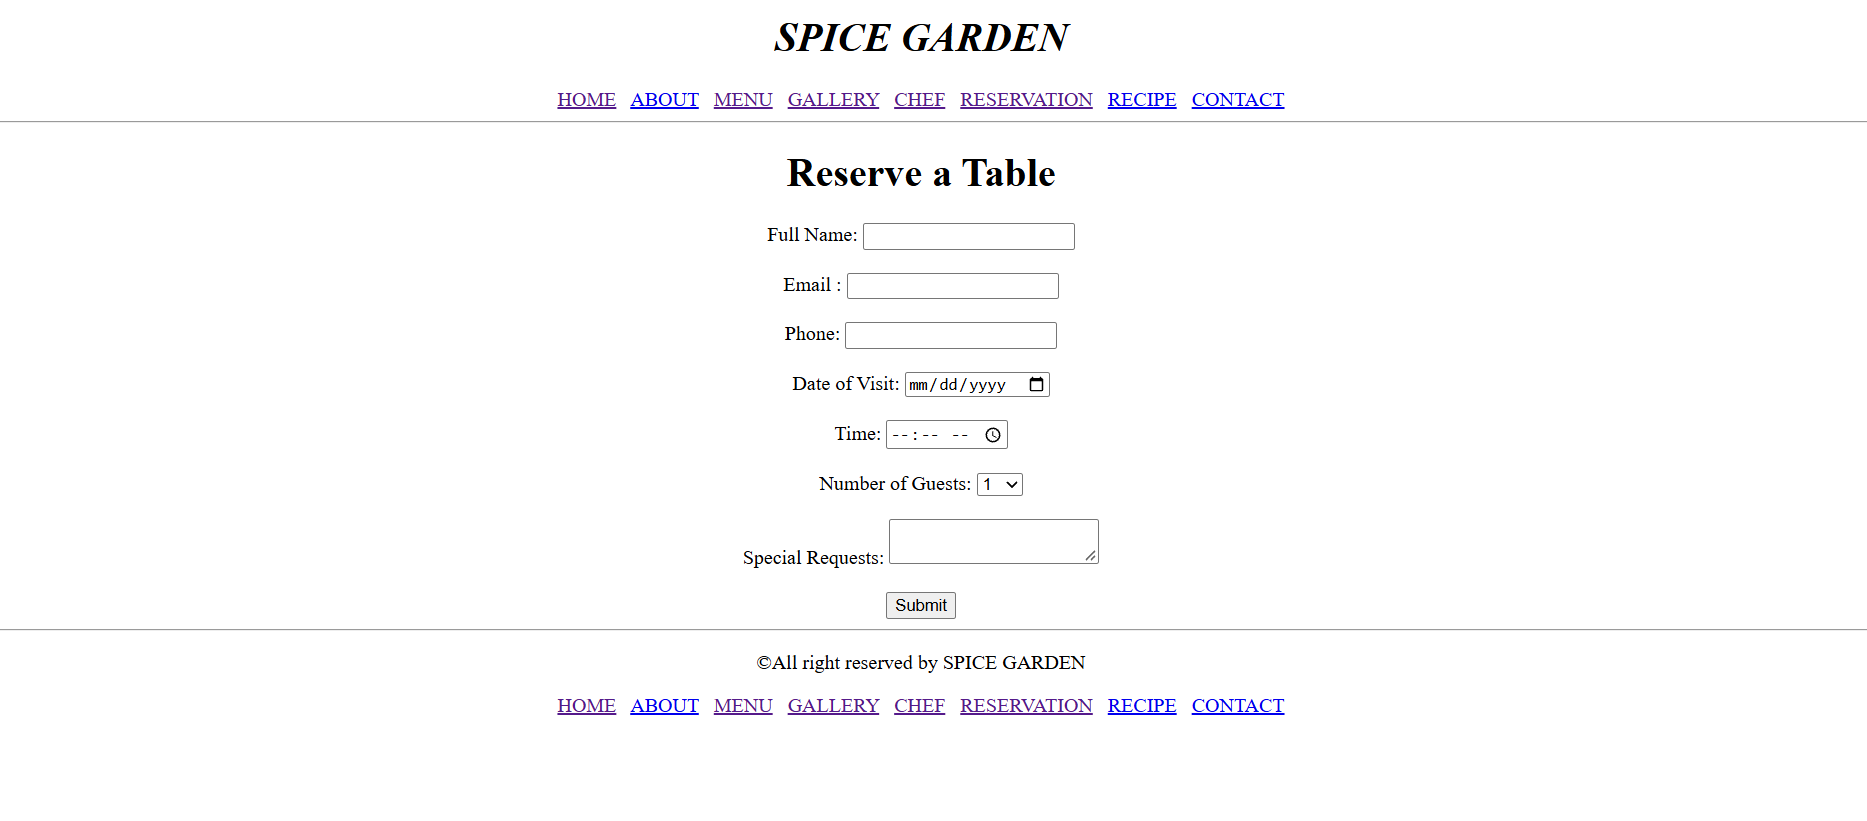 SPICE GARDEN
HOME ABOUT MENU GALLERY CHEF RESERVATION RECIPE CONTACT
Reserve a Table
Full Name:
Email :
Phone:
Date of Visit: mm/dd/yyyy
Time: --:-- --
Number of Guests: 1
Special Requests:
Submit
©All right reserved by SPICE GARDEN
HOME ABOUT MENU GALLERY CHEF RESERVATION RECIPE CONTACT